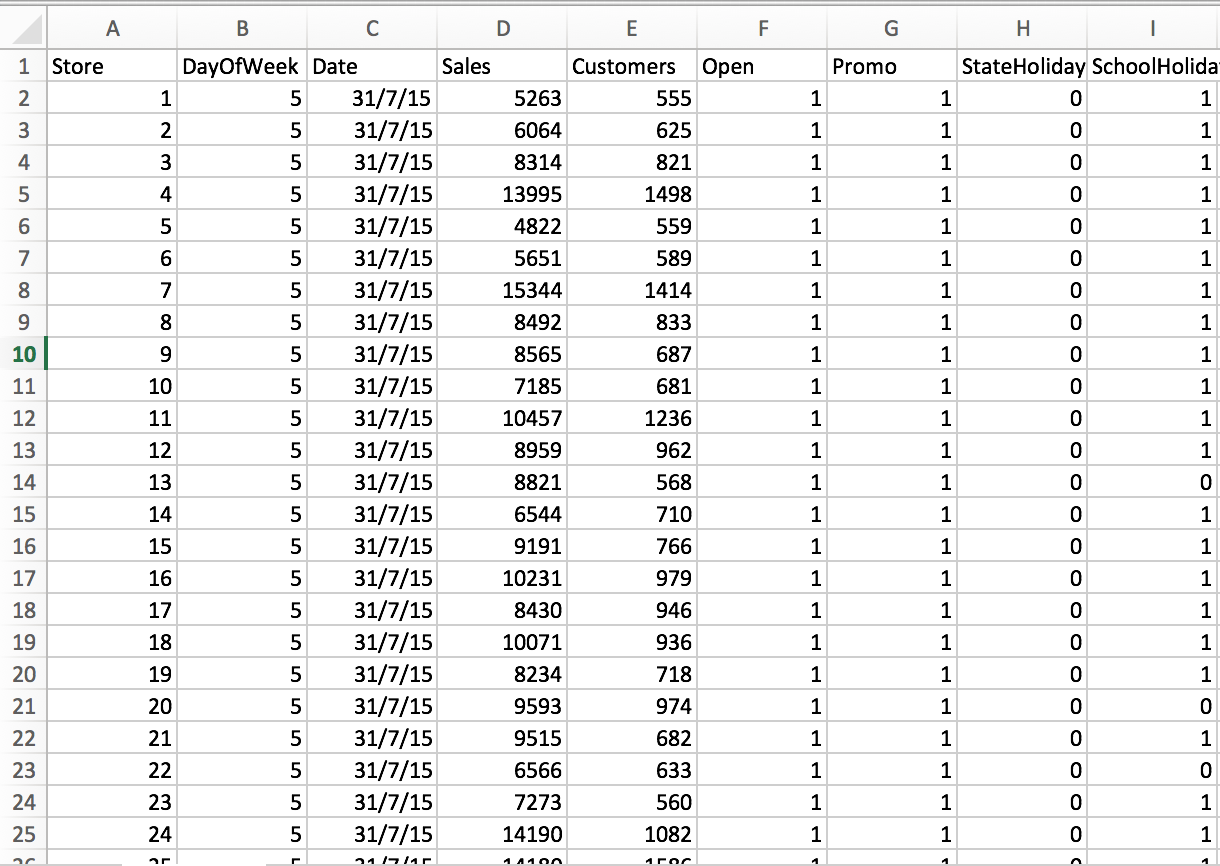 A B C D E F G H I
1 Store DayOfWeek Date Sales Customers Open Promo StateHoliday SchoolHolida
2 1 5 31/7/15 5263 555 1 1 0 1
3 2 5 31/7/15 6064 625 1 1 0 1
4 3 5 31/7/15 8314 821 1 1 0 1
5 4 5 31/7/15 13995 1498 1 1 0 1
6 5 5 31/7/15 4822 559 1 1 0 1
7 6 5 31/7/15 5651 589 1 1 0 1
8 7 5 31/7/15 15344 1414 1 1 0 1
9 8 5 31/7/15 8492 833 1 1 0 1
10 9 5 31/7/15 8565 687 1 1 0 1
11 10 5 31/7/15 7185 681 1 1 0 1
12 11 5 31/7/15 10457 1236 1 1 0 1
13 12 5 31/7/15 8959 962 1 1 0 1
14 13 5 31/7/15 8821 568 1 1 0 0
15 14 5 31/7/15 6544 710 1 1 0 1
16 15 5 31/7/15 9191 766 1 1 0 1
17 16 5 31/7/15 10231 979 1 1 0 1
18 17 5 31/7/15 8430 946 1 1 0 1
19 18 5 31/7/15 10071 936 1 1 0 1
20 19 5 31/7/15 8234 718 1 1 0 1
21 20 5 31/7/15 9593 974 1 1 0 0
22 21 5 31/7/15 9515 682 1 1 0 1
23 22 5 31/7/15 6566 633 1 1 0 0
24 23 5 31/7/15 7273 560 1 1 0 1
25 24 5 31/7/15 14190 1082 1 1 0 1